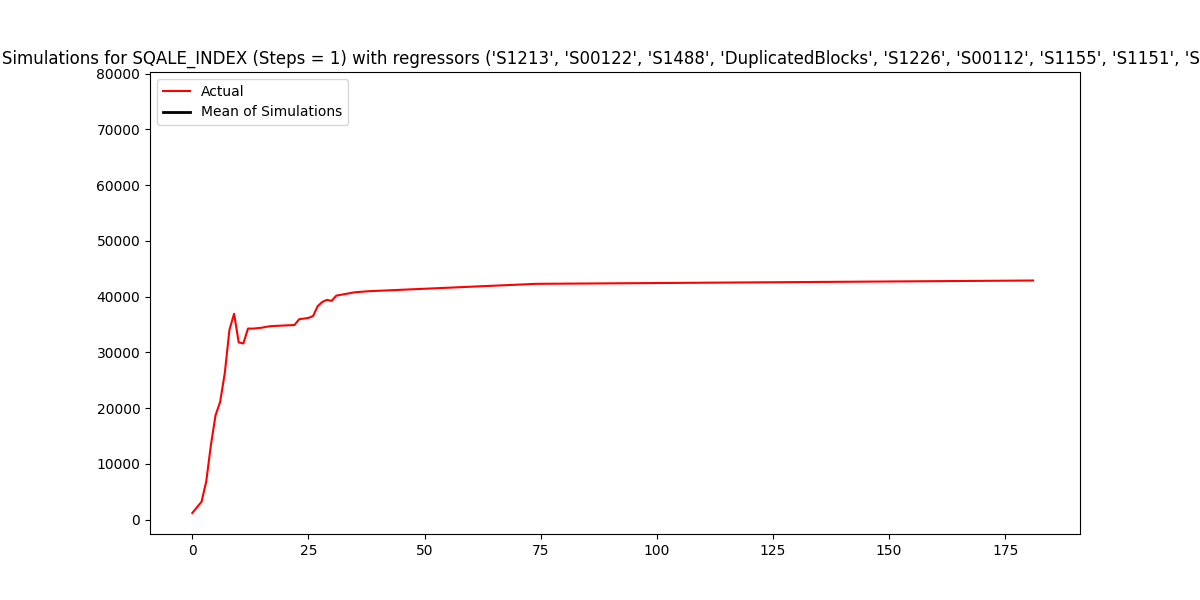 Simulations for SQALE_INDEX (Steps = 1) with regressors ('S1213', 'S00122', 'S1488', 'DuplicatedBlocks', 'S1226', 'S00112', 'S1155', 'S1151', 'S
Actual
Mean of Simulations
80000
70000
60000
50000
40000
30000
20000
10000
0
0 25 50 75 100 125 150 175